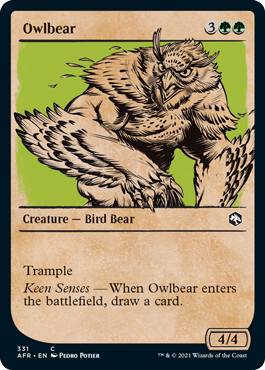 Owlbear 3
Creature — Bird Bear
Trample
Keen Senses — When Owlbear enters
the battlefield, draw a card.
4/4
331 C
AFR • EN Pedro Potier ™ & © 2021 Wizards of the Coast